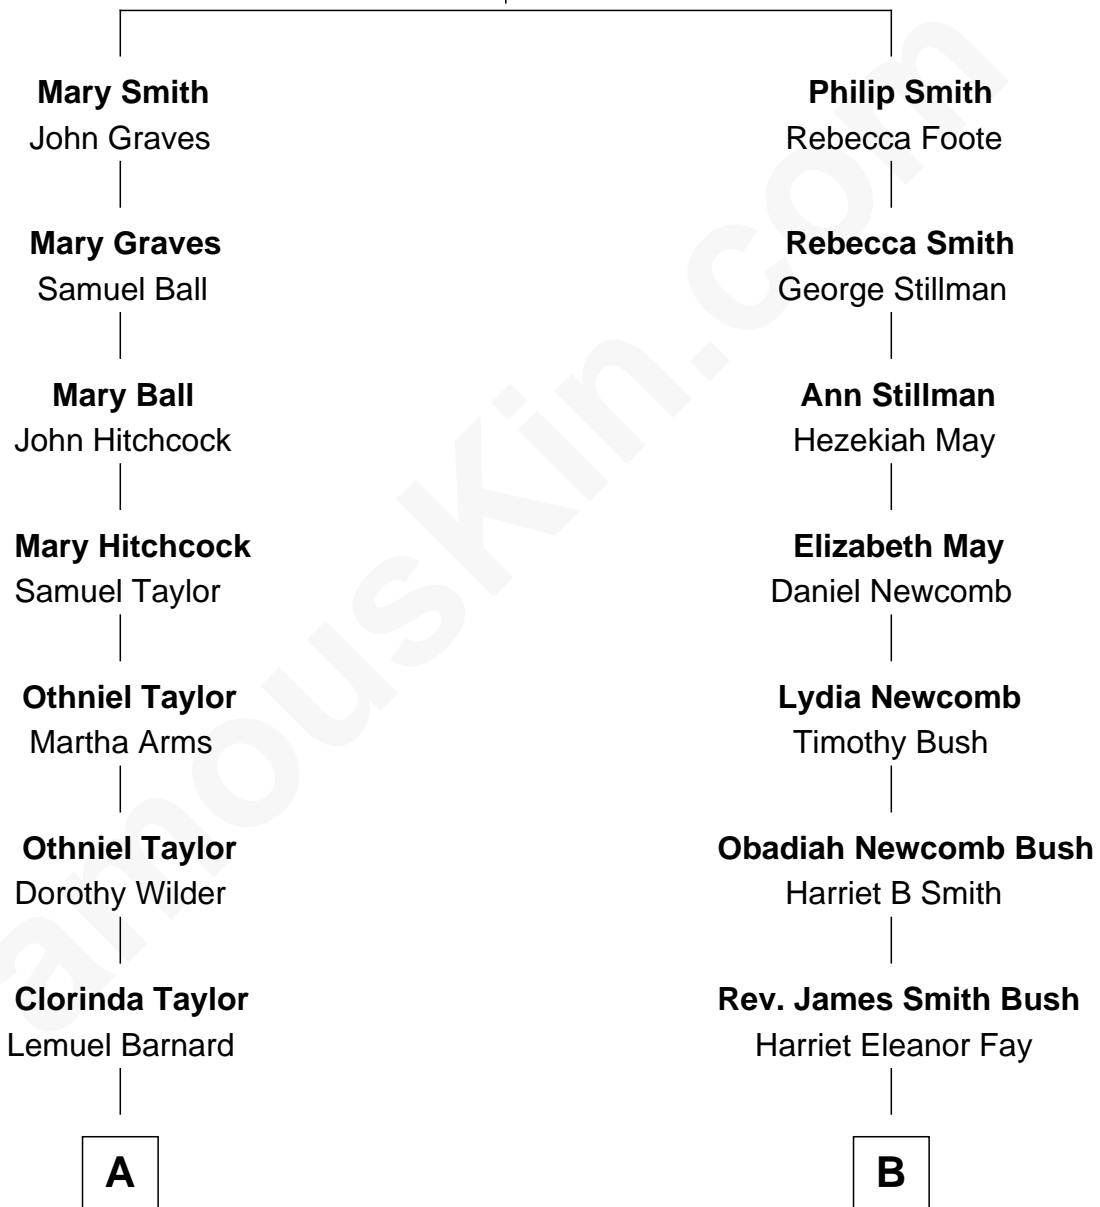 Mary Smith
John Graves
Philip Smith
Rebecca Foote
Mary Graves
Samuel Ball
Rebecca Smith
George Stillman
Mary Ball
John Hitchcock
Ann Stillman
Hezekiah May
Mary Hitchcock
Samuel Taylor
Elizabeth May
Daniel Newcomb
Othniel Taylor
Martha Arms
Lydia Newcomb
Timothy Bush
Othniel Taylor
Dorothy Wilder
Obadiah Newcomb Bush
Harriet B Smith
Clorinda Taylor
Lemuel Barnard
Rev. James Smith Bush
Harriet Eleanor Fay
A
B
amouskin.com